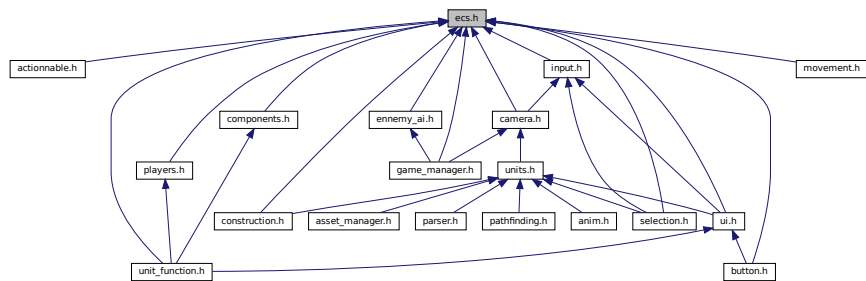 ecs.h
actionnable.h
input.h
movement.h
components.h
ennemy_ai.h
camera.h
players.h
game_manager.h
units.h
construction.h
asset_manager.h
parser.h
pathfinding.h
anim.h
selection.h
ui.h
unit_function.h
button.h